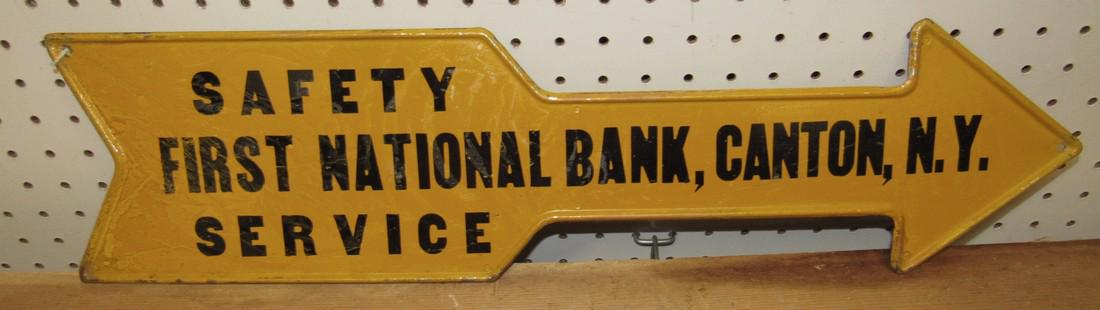 SAFETY
FIRST NATIONAL BANK, CANTON, N.Y.
SERVICE